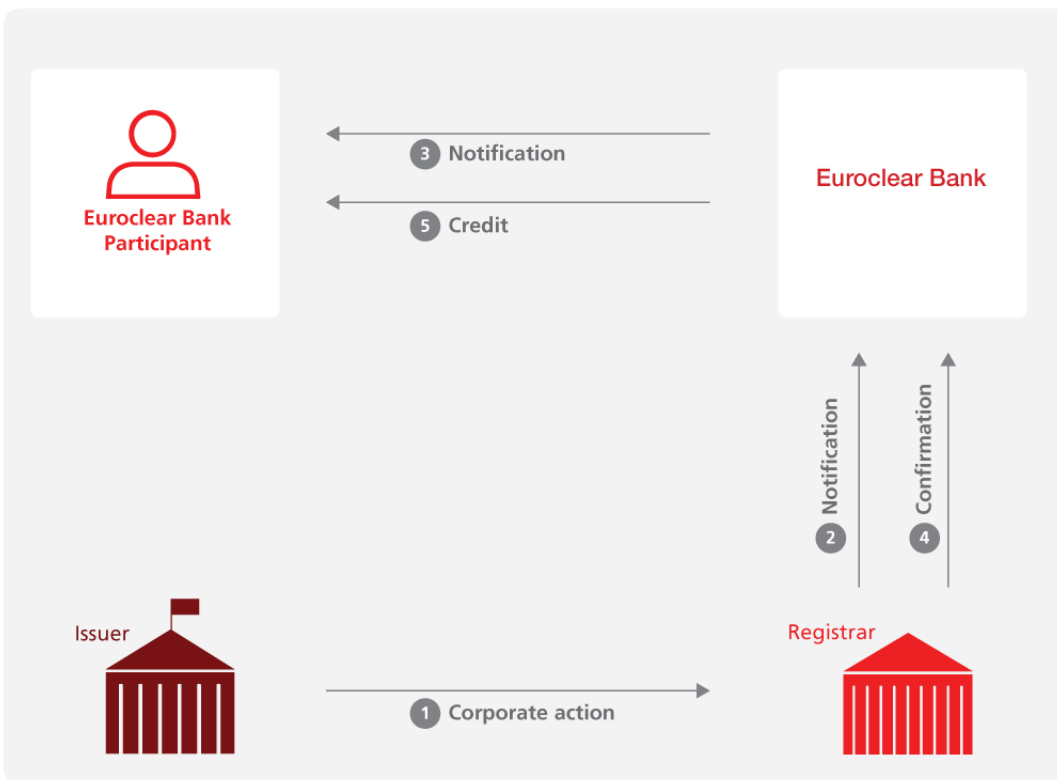 3 Notification
Euroclear Bank
Euroclear Bank
Participant
5 Credit
2 Notification
4 Confirmation
Issuer
Registrar
1 Corporate action